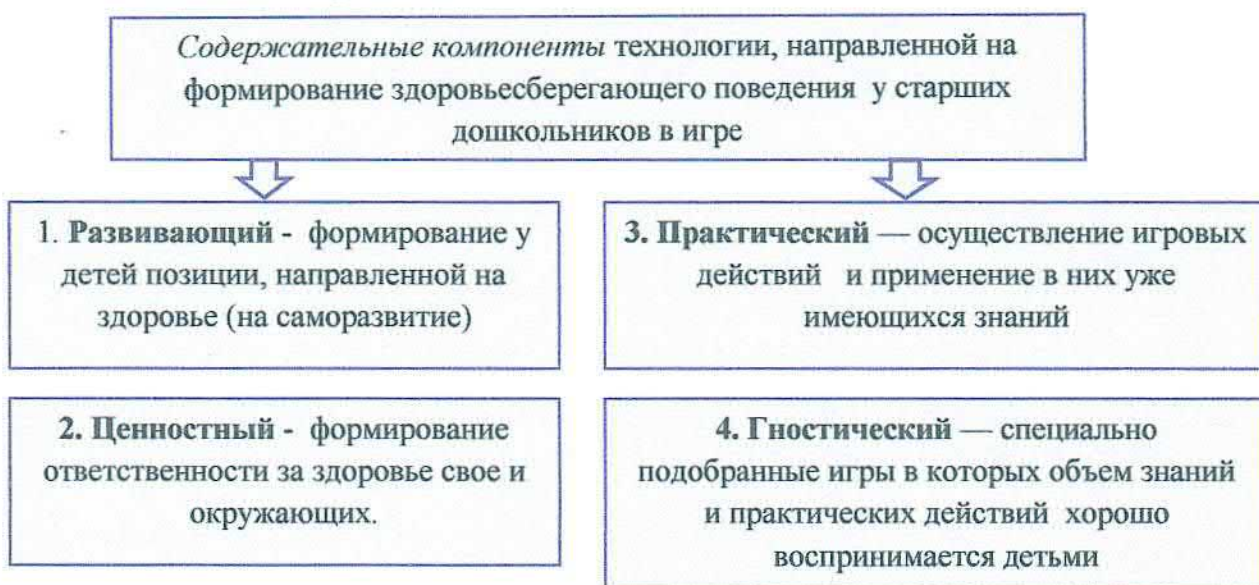 Содержательные компоненты технологии, направленной на
формирование здоровьесберегающего поведения у старших
дошкольников в игре
1. Развивающий - формирование у
детей позиции, направленной на
здоровье (на саморазвитие)
2. Ценностный - формирование
ответственности за здоровье свое и
окружающих.
3. Практический — осуществление игровых
действий и применение в них уже
имеющихся знаний
4. Гностический — специально
подобранные игры в которых объем знаний
и практических действий хорошо
воспринимается детьми